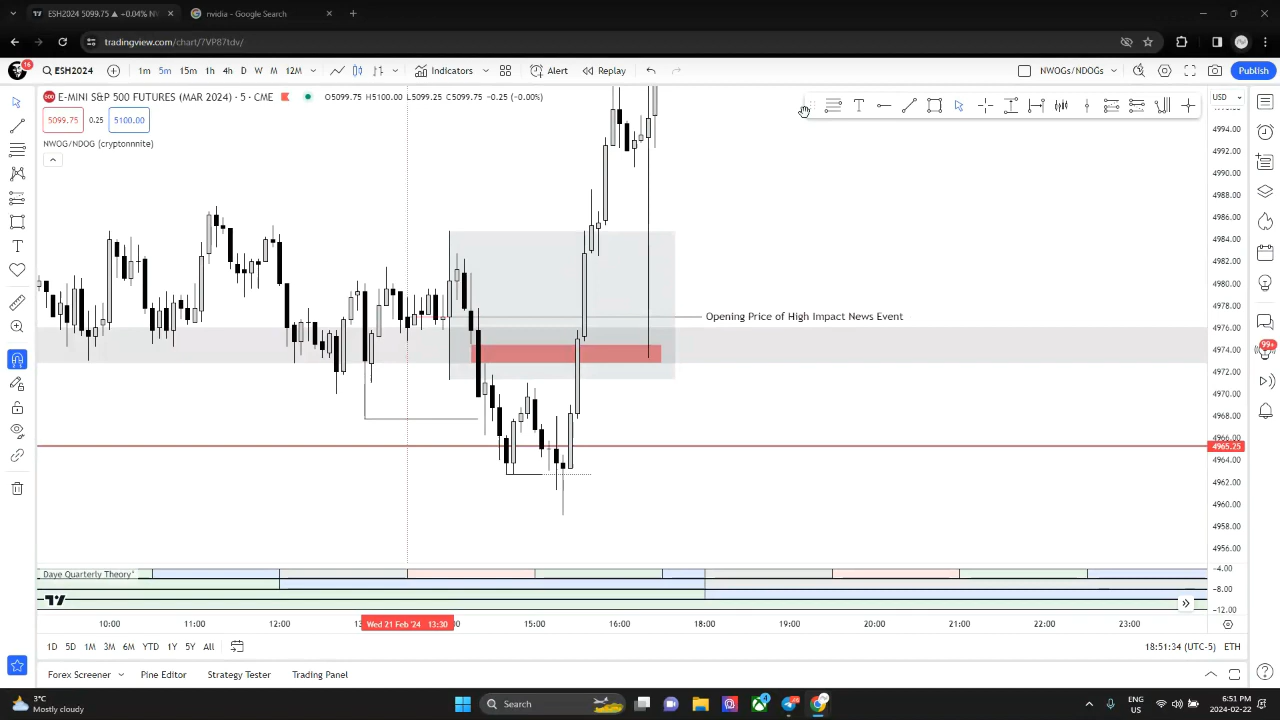 ESH2024 5099.75 ▲ +0.04% NW
nvidia - Google Search
tradingview.com/chart/7VP87tdv/
16
ESH2024
1m 5m 15m 1h 4h D W M 12M
Indicators
Alert
Replay
NWOGs/NDOGs
Publish
E-MINI S&P 500 FUTURES (MAR 2024) · 5 · CME
O5099.75 H5100.00 L5099.25 C5099.75 -0.25 (-0.00%)
USD
5099.75 0.25 5100.00
NWOG/NDOG (cryptonnnite)
4994.00
4992.00
4990.00
4988.00
4986.00
4984.00
4982.00
4980.00
4978.00
4976.00
4974.00
4972.00
4970.00
4968.00
4966.00
4965.25
4964.00
4962.00
4960.00
4958.00
4956.00
Opening Price of High Impact News Event
99+
Daye Quarterly Theory°
-4.00
-8.00
-12.00
10:00 11:00 12:00 Wed 21 Feb '24 13:30 15:00 16:00 18:00 19:00 20:00 21:00 22:00 23:00
1D 5D 1M 3M 6M YTD 1Y 5Y All
18:51:34 (UTC-5) ETH
Forex Screener
Pine Editor
Strategy Tester
Trading Panel
3°C
Mostly cloudy
Search
ENG
US
6:51 PM
2024-02-22